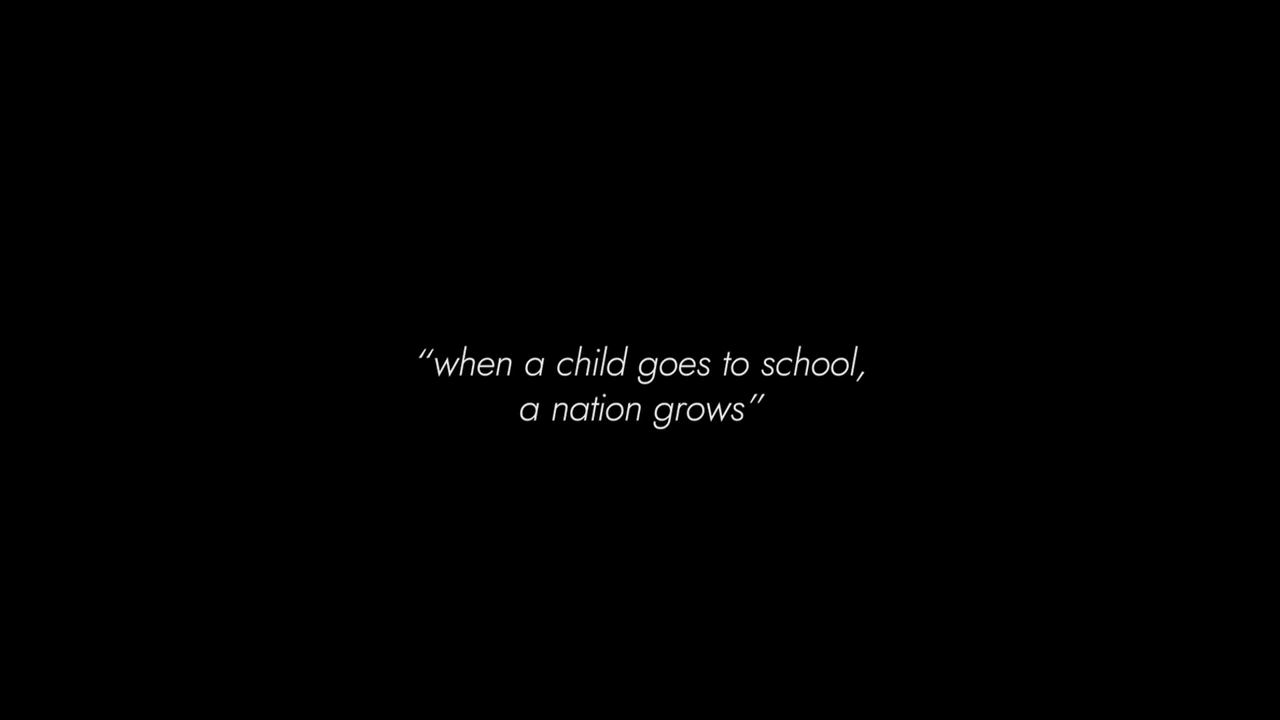 “when a child goes to school,
a nation grows”